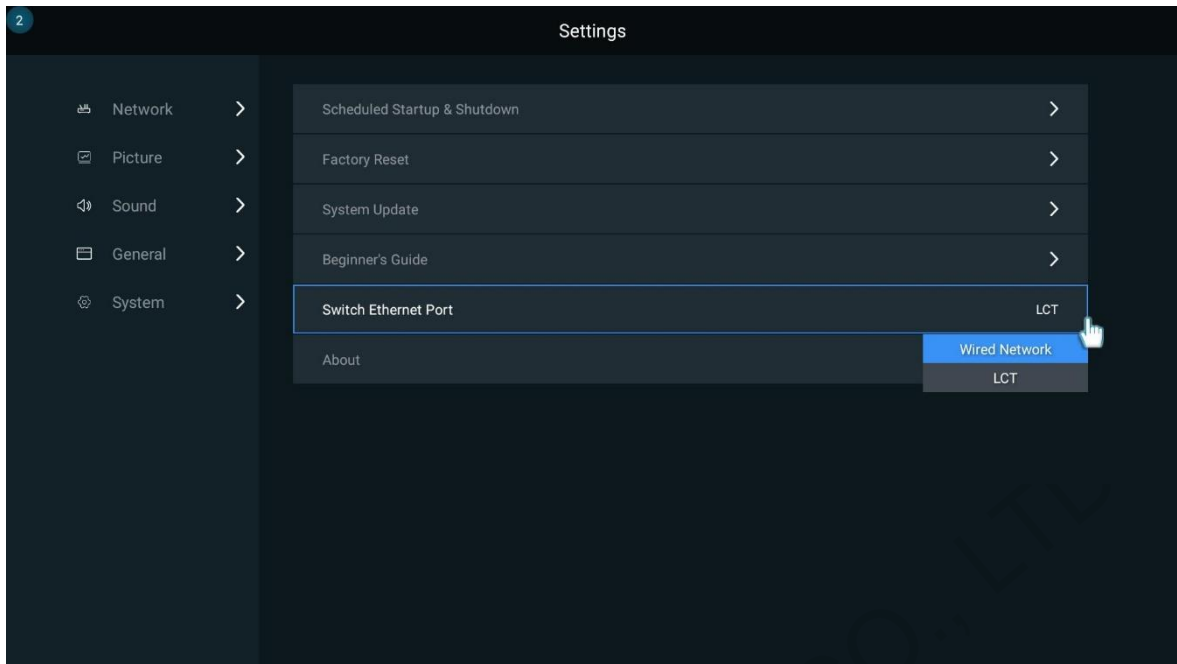 2
Settings
Network
Picture
Sound
General
System
Scheduled Startup & Shutdown
Factory Reset
System Update
Beginner's Guide
Switch Ethernet Port LCT
About
Wired Network
LCT